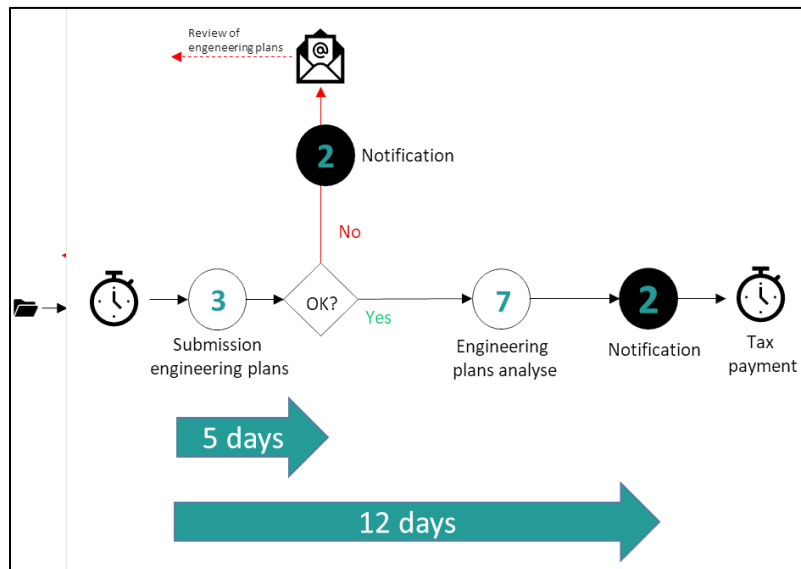 Review of
engeneering plans
@
2
Notification
No
3
OK?
Yes
7
2
Submission
engineering plans
Engineering
plans analyse
Notification
Tax
payment
5 days
12 days